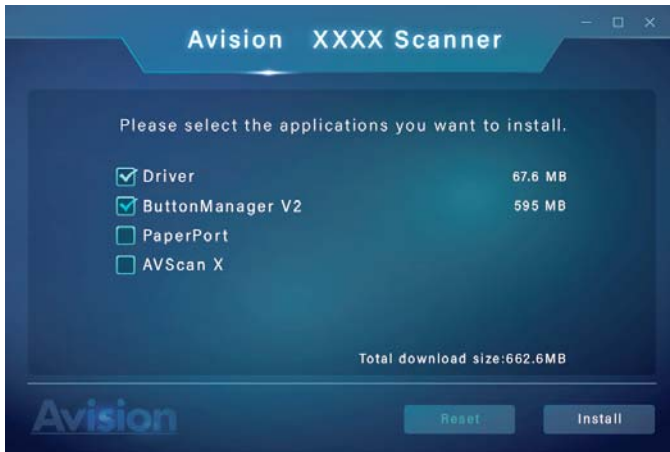 Avision XXXX Scanner
Please select the applications you want to install.
Driver 67.6 MB
ButtonManager V2 595 MB
PaperPort
AVScan X
Total download size:662.6MB
Avision
Reset Install